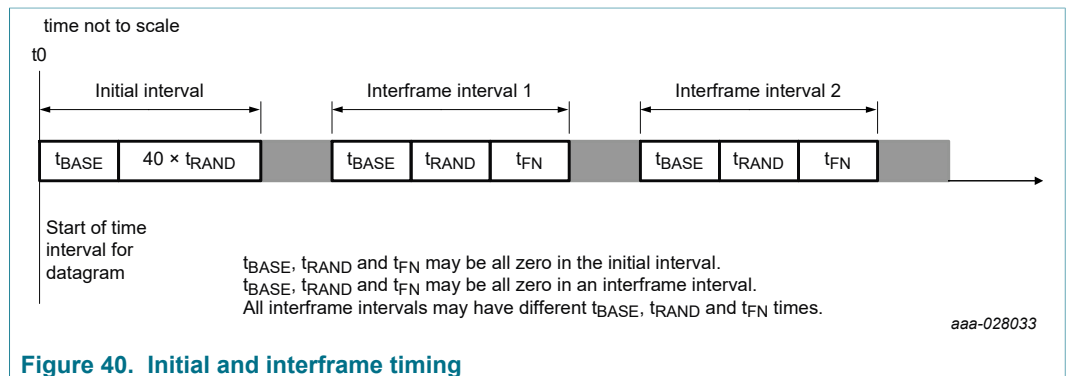 time not to scale
t0
Initial interval
Interframe interval 1
Interframe interval 2
tBASE
40 × tRAND
tBASE
tRAND
tFN
tBASE
tRAND
tFN
Start of time
interval for
datagram
tBASE, tRAND and tFN may be all zero in the initial interval.
tBASE, tRAND and tFN may be all zero in an interframe interval.
All interframe intervals may have different tBASE, tRAND and tFN times.
aaa-028033
Figure 40. Initial and interframe timing